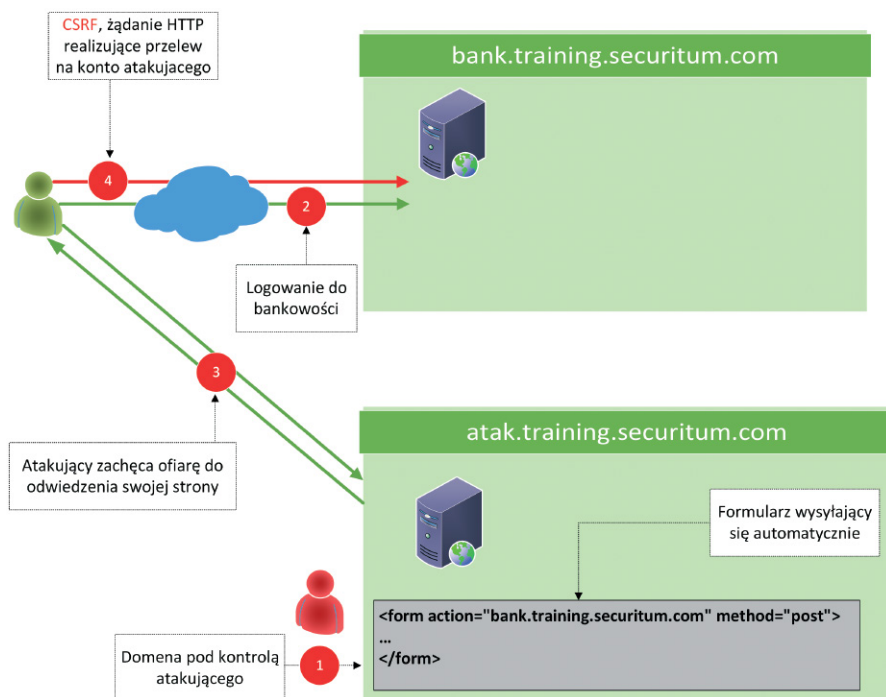 CSRF, żądanie HTTP
realizujące przelew
na konto atakujacego
bank.training.securitum.com
4
2
Logowanie do
bankowości
3
Atakujący zachęca ofiarę do
odwiedzenia swojej strony
atak.training.securitum.com
Formularz wysyłający
się automatycznie
<form action="bank.training.securitum.com" method="post">
...
</form>
Domena pod kontrolą
atakującego
1